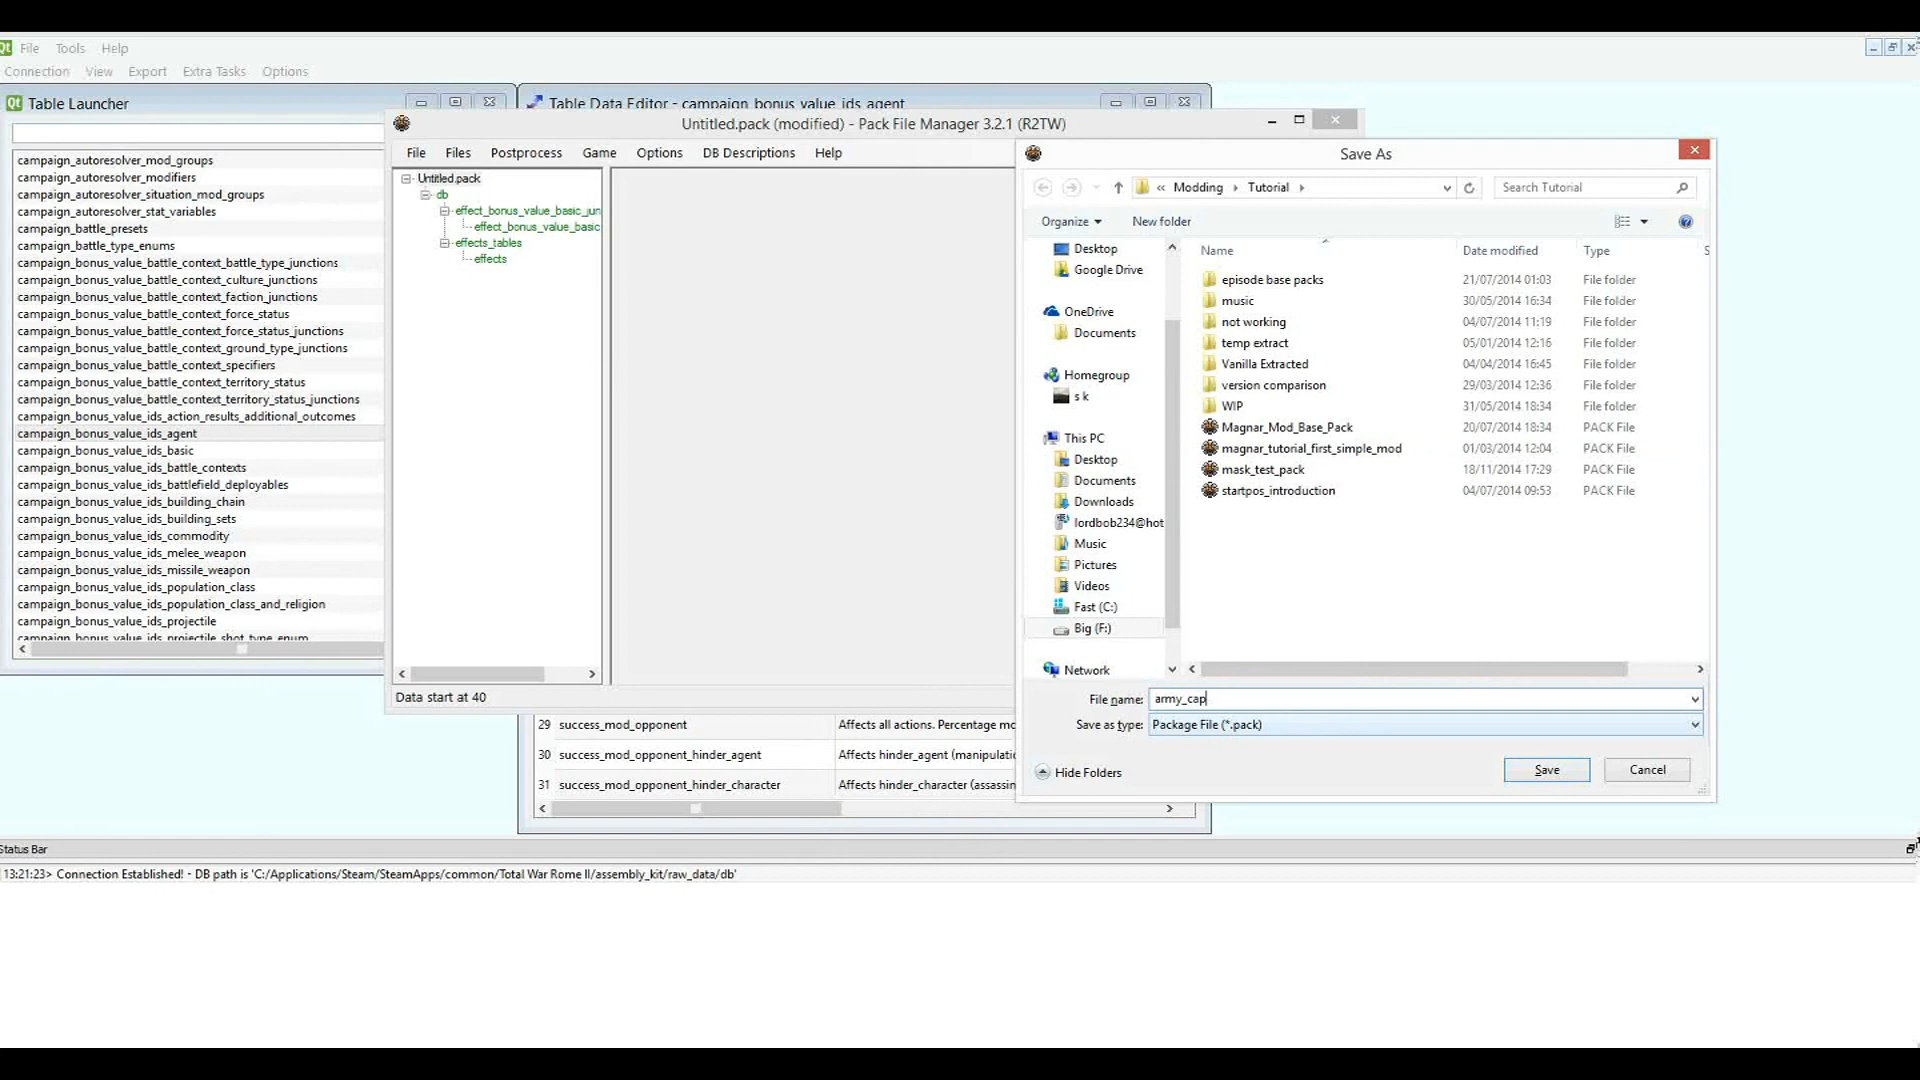 File Tools Help
Connection View Export Extra Tasks Options
Table Launcher
campaign_autoresolver_mod_groups
campaign_autoresolver_modifiers
campaign_autoresolver_situation_mod_groups
campaign_autoresolver_stat_variables
campaign_battle_presets
campaign_battle_type_enums
campaign_bonus_value_battle_context_battle_type_junctions
campaign_bonus_value_battle_context_culture_junctions
campaign_bonus_value_battle_context_faction_junctions
campaign_bonus_value_battle_context_force_status
campaign_bonus_value_battle_context_force_status_junctions
campaign_bonus_value_battle_context_ground_type_junctions
campaign_bonus_value_battle_context_specifiers
campaign_bonus_value_battle_context_territory_status
campaign_bonus_value_battle_context_territory_status_junctions
campaign_bonus_value_ids_action_results_additional_outcomes
campaign_bonus_value_ids_agent
campaign_bonus_value_ids_basic
campaign_bonus_value_ids_battle_contexts
campaign_bonus_value_ids_battlefield_deployables
campaign_bonus_value_ids_building_chain
campaign_bonus_value_ids_building_sets
campaign_bonus_value_ids_commodity
campaign_bonus_value_ids_melee_weapon
campaign_bonus_value_ids_missile_weapon
campaign_bonus_value_ids_population_class
campaign_bonus_value_ids_population_class_and_religion
campaign_bonus_value_ids_projectile
campaign_bonus_value_ids_projectile_shot_type_enum
Table Data Editor - campaign_bonus_value_ids_agent
Untitled.pack (modified) - Pack File Manager 3.2.1 (R2TW)
File Files Postprocess Game Options DB Descriptions Help
Untitled.pack
db
effect_bonus_value_basic_jun
effect_bonus_value_basic
effects_tables
effects
Data start at 40
29 success_mod_opponent Affects all actions. Percentage mo
30 success_mod_opponent_hinder_agent Affects hinder_agent (manipulati
31 success_mod_opponent_hinder_character Affects hinder_character (assassin
Save As
« Modding Tutorial
Search Tutorial
Organize New folder
Desktop
Google Drive
OneDrive
Documents
Homegroup
s k
This PC
Desktop
Documents
Downloads
lordbob234@hot
Music
Pictures
Videos
Fast (C:)
Big (F:)
Network
Name Date modified Type S
episode base packs 21/07/2014 01:03 File folder
music 30/05/2014 16:34 File folder
not working 04/07/2014 11:19 File folder
temp extract 05/01/2014 12:16 File folder
Vanilla Extracted 04/04/2014 16:45 File folder
version comparison 29/03/2014 12:36 File folder
WIP 31/05/2014 18:34 File folder
Magnar_Mod_Base_Pack 20/07/2014 18:34 PACK File
magnar_tutorial_first_simple_mod 01/03/2014 12:04 PACK File
mask_test_pack 18/11/2014 17:29 PACK File
startpos_introduction 04/07/2014 09:53 PACK File
File name: army_cap
Save as type: Package File (*.pack)
Hide Folders
Save Cancel
Status Bar
13:21:23> Connection Established! - DB path is 'C:/Applications/Steam/SteamApps/common/Total War Rome II/assembly_kit/raw_data/db'